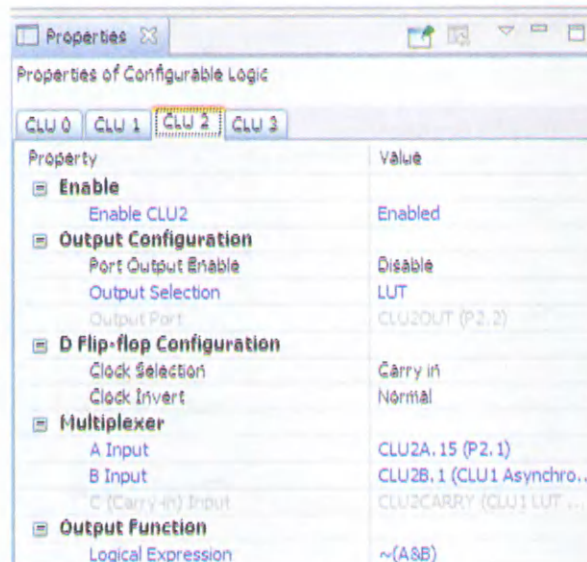 Properties
Properties of Configurable Logic
CLU 0 CLU 1 CLU 2 CLU 3
Property Value
Enable
Enable CLU2 Enabled
Output Configuration
Port Output Enable Disable
Output Selection LUT
Output Port CLU2OUT (P2.2)
D Flip-flop Configuration
Clock Selection Carry in
Clock Invert Normal
Multiplexer
A Input CLU2A.15 (P2.1)
B Input CLU2B.1 (CLU1 Asynchro...
C (Carry-in) Input CLU2CARRY (CLU1 LUT ...
Output Function
Logical Expression ~(A&B)